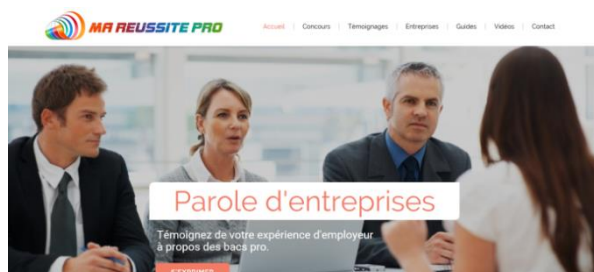 MA REUSSITE PRO
Accueil | Concours | Témoignages | Entreprises | Guides | Vidéos | Contact
Parole d'entreprises
Témoignez de votre expérience d'employeur
à propos des bacs pro.
S'EXPRIMER